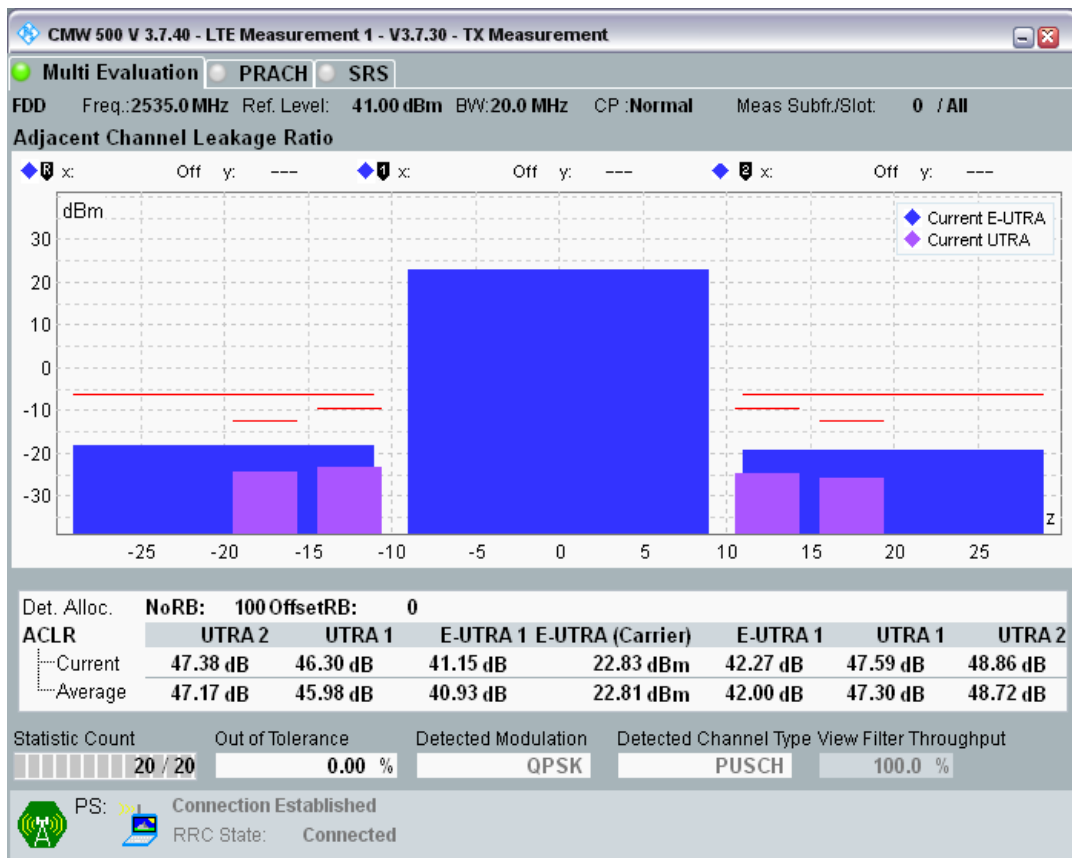 CMW 500 V 3.7.40 - LTE Measurement 1 - V3.7.30 - TX Measurement
Multi Evaluation PRACH SRS
FDD Freq.:2535.0 MHz Ref. Level: 41.00 dBm BW:20.0 MHz CP :Normal Meas Subfr./Slot: 0 / All
Adjacent Channel Leakage Ratio
R x: Off y: --- 1 x: Off y: --- 2 x: Off y: ---
dBm
Current E-UTRA
Current UTRA
30
20
10
0
-10
-20
-30
z
-25 -20 -15 -10 -5 0 5 10 15 20 25
Det. Alloc. NoRB: 100 OffsetRB: 0
ACLR UTRA 2 UTRA 1 E-UTRA 1 E-UTRA (Carrier) E-UTRA 1 UTRA 1 UTRA 2
Current 47.38 dB 46.30 dB 41.15 dB 22.83 dBm 42.27 dB 47.59 dB 48.86 dB
Average 47.17 dB 45.98 dB 40.93 dB 22.81 dBm 42.00 dB 47.30 dB 48.72 dB
Statistic Count Out of Tolerance Detected Modulation Detected Channel Type View Filter Throughput
20 / 20 0.00 % QPSK PUSCH 100.0 %
PS: Connection Established
RRC State: Connected